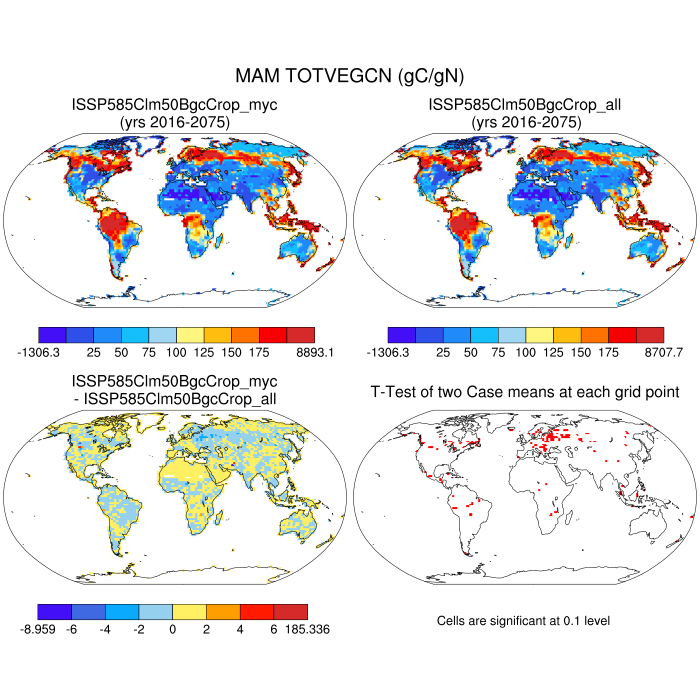 MAM TOTVEGCN (gC/gN)
ISSP585Clm50BgcCrop_myc
(yrs 2016-2075)
ISSP585Clm50BgcCrop_all
(yrs 2016-2075)
-1306.3 25 50 75 100 125 150 175 8893.1
-1306.7 25 50 75 100 125 150 175 8707.7
ISSP585Clm50BgcCrop_myc
- ISSP585Clm50BgcCrop_all
T-Test of two Case means at each grid point
-8.959 -6 -4 -2 0 2 4 6 185.336
Cells are significant at 0.1 level